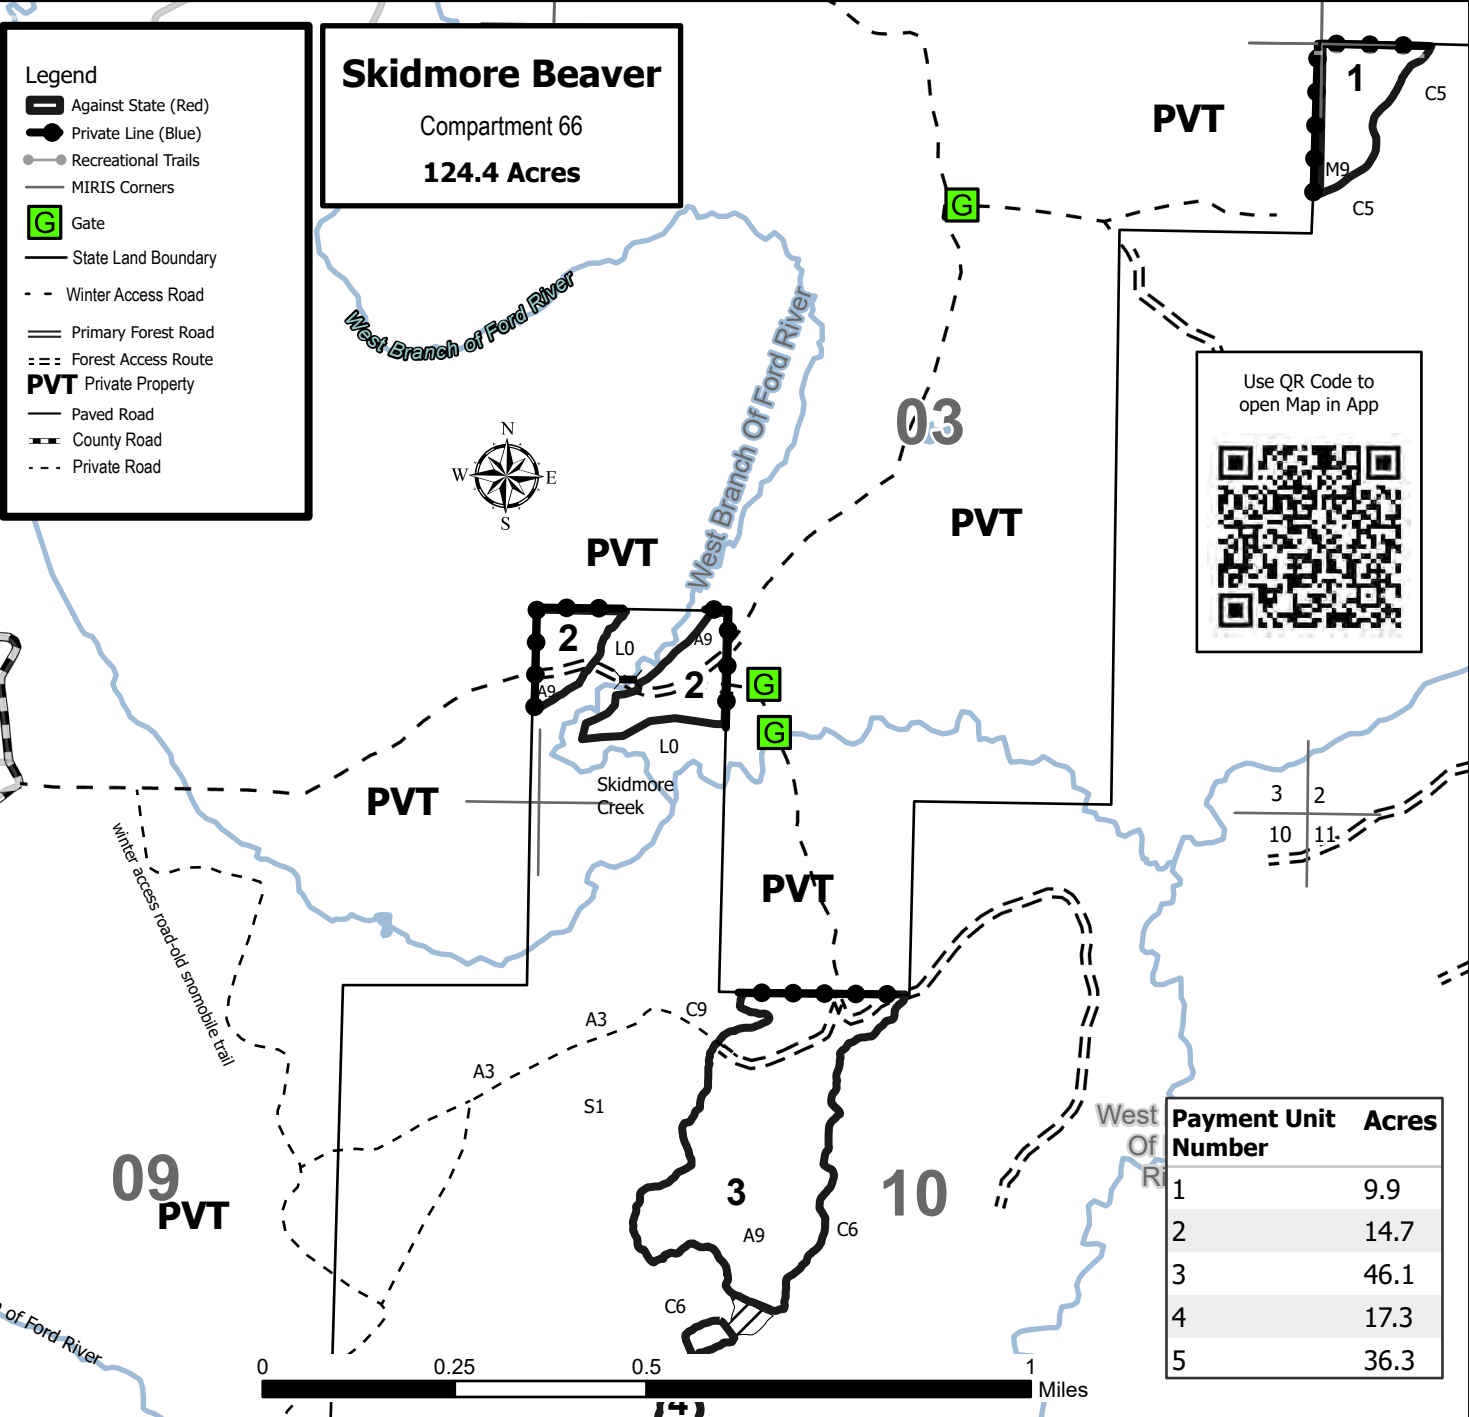 Legend
Against State (Red)
Private Line (Blue)
Recreational Trails
MIRIS Corners
G Gate
State Land Boundary
Winter Access Road
Primary Forest Road
Forest Access Route
PVT Private Property
Paved Road
County Road
Private Road
Skidmore Beaver
Compartment 66
124.4 Acres
West Branch of Ford River
West Branch Of Ford River
N
W
E
S
PVT
1
C5
M9
C5
G
03
PVT
Use QR Code to
open Map in App
PVT
2
L0
A9
A9
2
G
G
L0
Skidmore
Creek
PVT
3
2
10
11
PVT
winter access road-old snomobile trail
A3
C9
A3
S1
09
PVT
3
A9
10
C6
C6
West
Of
Ri
of Ford River
Payment Unit Number Acres
1 9.9
2 14.7
3 46.1
4 17.3
5 36.3
0 0.25 0.5 1
Miles
4